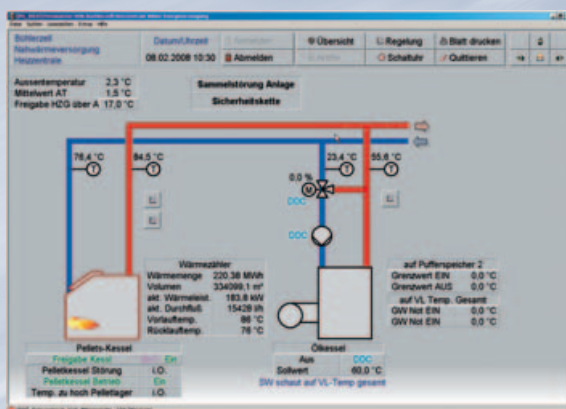 Bühlerzell
Nahwärmeversorgung
Heizzentrale
Datum/Uhrzeit
08.02.2008 10:30
Abmelden
Übersicht
Regelung
Blatt drucken
Schaltuhr
Quittieren
Aussentemperatur 2,3 °C
Mittelwert AT 1,5 °C
Freigabe HZG über A 17,0 °C
Sammelstörung Anlage
Sicherheitskette
76,4 °C
T
84,5 °C
T
23,4 °C
T
55,6 °C
T
0,0 %
M
DDC
DDC
Wärmezähler
Wärmemenge 220,38 MWh
Volumen 334099,1 m³
akt. Wärmeleist. 183,8 kW
akt. Durchfluß 15428 l/h
Vorlauftemp. 86 °C
Rücklauftemp. 76 °C
auf Pufferspeicher 2
Grenzwert EIN 0,0 °C
Grenzwert AUS 0,0 °C
auf VL Temp. Gesamt
GW Not EIN 0,0 °C
GW Not EIN 0,0 °C
Pellets-Kessel
Freigabe Kessl Ein
Pelletkessel Störung i.O.
Pelletkessel Betrieb Ein
Temp. zu hoch Pelletlager i.O.
Ölkessel
Aus DDC
Sollwert 60,0 °C
SW schaut auf VL-Temp gesamt